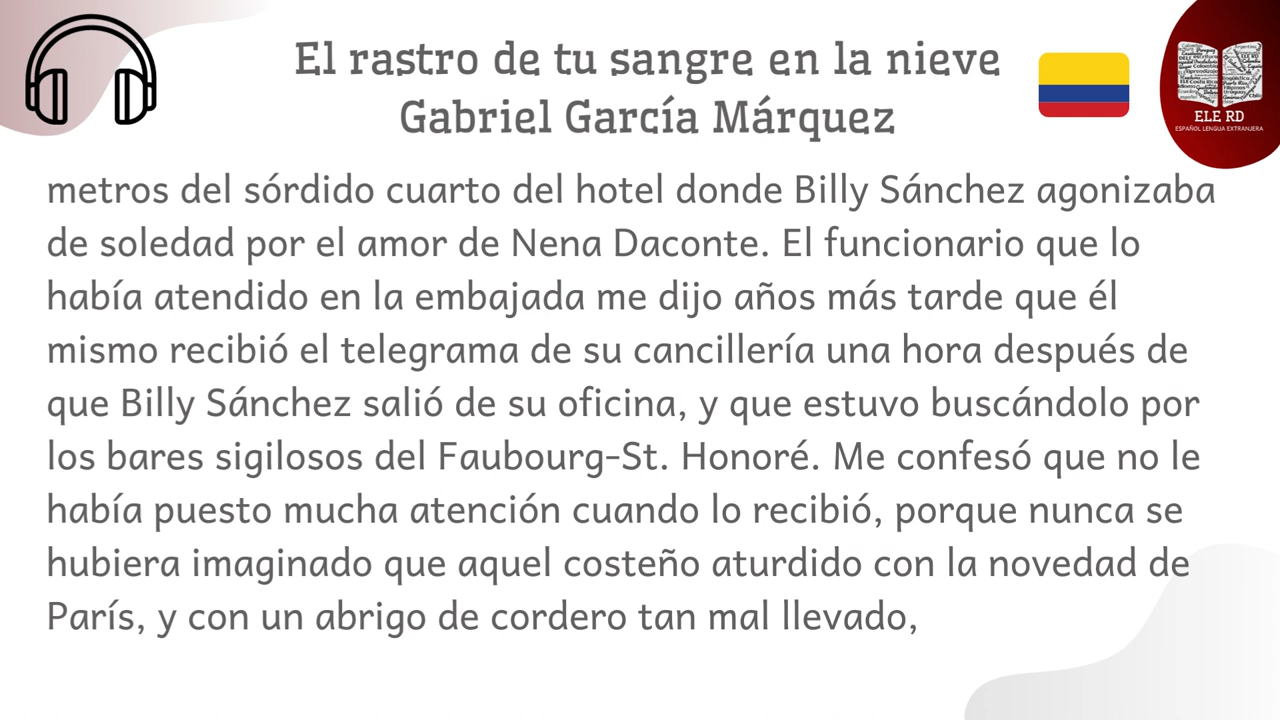 El rastro de tu sangre en la nieve
Gabriel García Márquez
ELE RD
ESPAÑOL LENGUA EXTRANJERA
metros del sórdido cuarto del hotel donde Billy Sánchez agonizaba
de soledad por el amor de Nena Daconte. El funcionario que lo
había atendido en la embajada me dijo años más tarde que él
mismo recibió el telegrama de su cancillería una hora después de
que Billy Sánchez salió de su oficina, y que estuvo buscándolo por
los bares sigilosos del Faubourg-St. Honoré. Me confesó que no le
había puesto mucha atención cuando lo recibió, porque nunca se
hubiera imaginado que aquel costeño aturdido con la novedad de
París, y con un abrigo de cordero tan mal llevado,